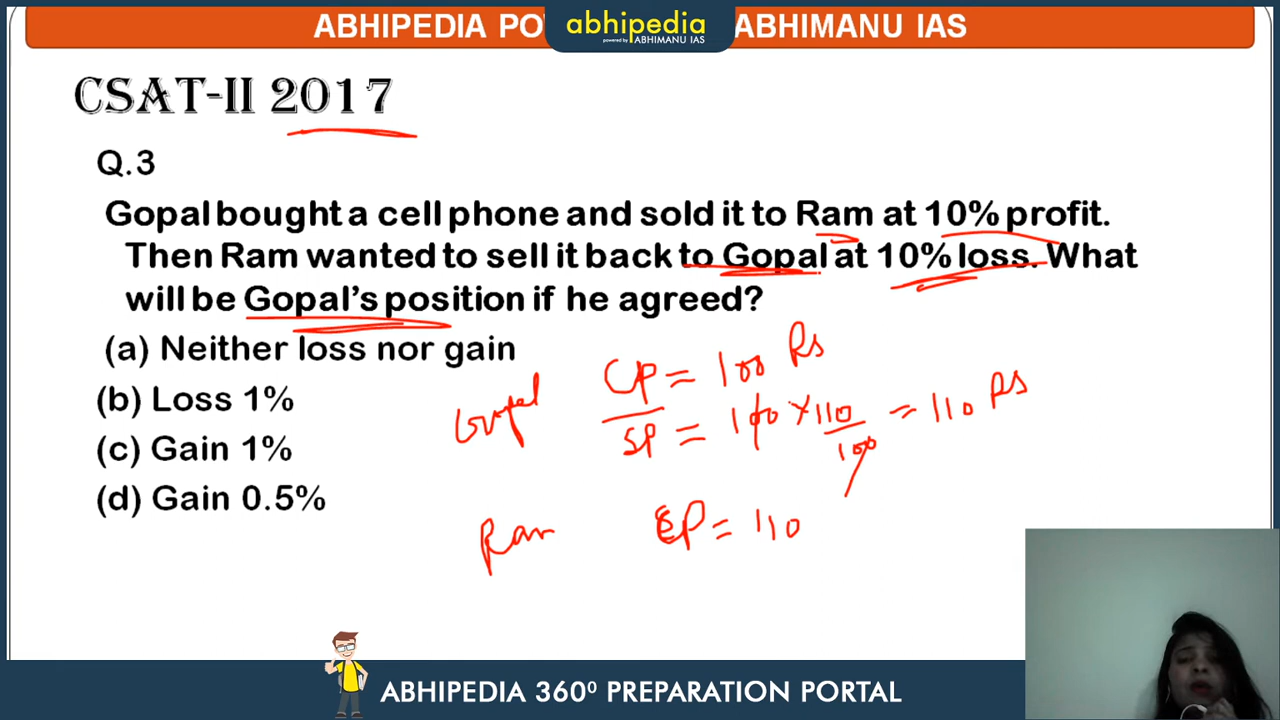 ABHIPEDIA PO
abhipedia
powered by ABHIMANU IAS
ABHIMANU IAS
CSAT-II 2017
Q.3
Gopal bought a cell phone and sold it to Ram at 10% profit.
Then Ram wanted to sell it back to Gopal at 10% loss. What
will be Gopal's position if he agreed?
(a) Neither loss nor gain
(b) Loss 1%
(c) Gain 1%
(d) Gain 0.5%
Gopal
CP = 100 Rs
SP = 100 × 110/100 = 110 Rs
Ram CP = 110
ABHIPEDIA 360⁰ PREPARATION PORTAL